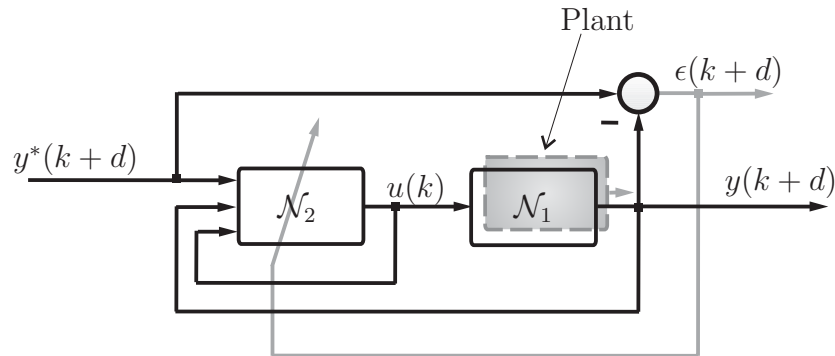 Plant
ϵ(k + d)
y*(k + d)
𝒩₂
u(k)
𝒩₁
y(k + d)